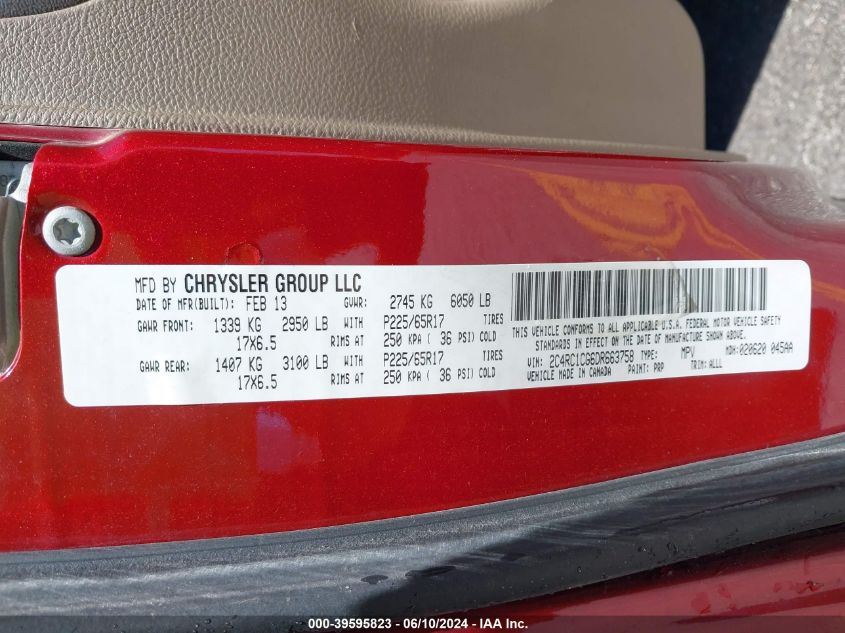 MFD BY CHRYSLER GROUP LLC
DATE OF MFR(BUILT): FEB 13 GVWR: 2745 KG 6050 LB
GAWR FRONT: 1339 KG 2950 LB WITH P225/65R17 TIRES
17X6.5 RIMS AT 250 KPA ( 36 PSI) COLD
GAWR REAR: 1407 KG 3100 LB WITH P225/65R17 TIRES
17X6.5 RIMS AT 250 KPA ( 36 PSI) COLD
THIS VEHICLE CONFORMS TO ALL APPLICABLE U.S.A. FEDERAL MOTOR VEHICLE SAFETY
STANDARDS IN EFFECT ON THE DATE OF MANUFACTURE SHOWN ABOVE.
VIN: 2C4RC1CG6DR663758 TYPE: MPV MDH: 020620 045AA
VEHICLE MADE IN CANADA PAINT: PRP TRIM: ALLL
000-39595823 - 06/10/2024 - IAA Inc.